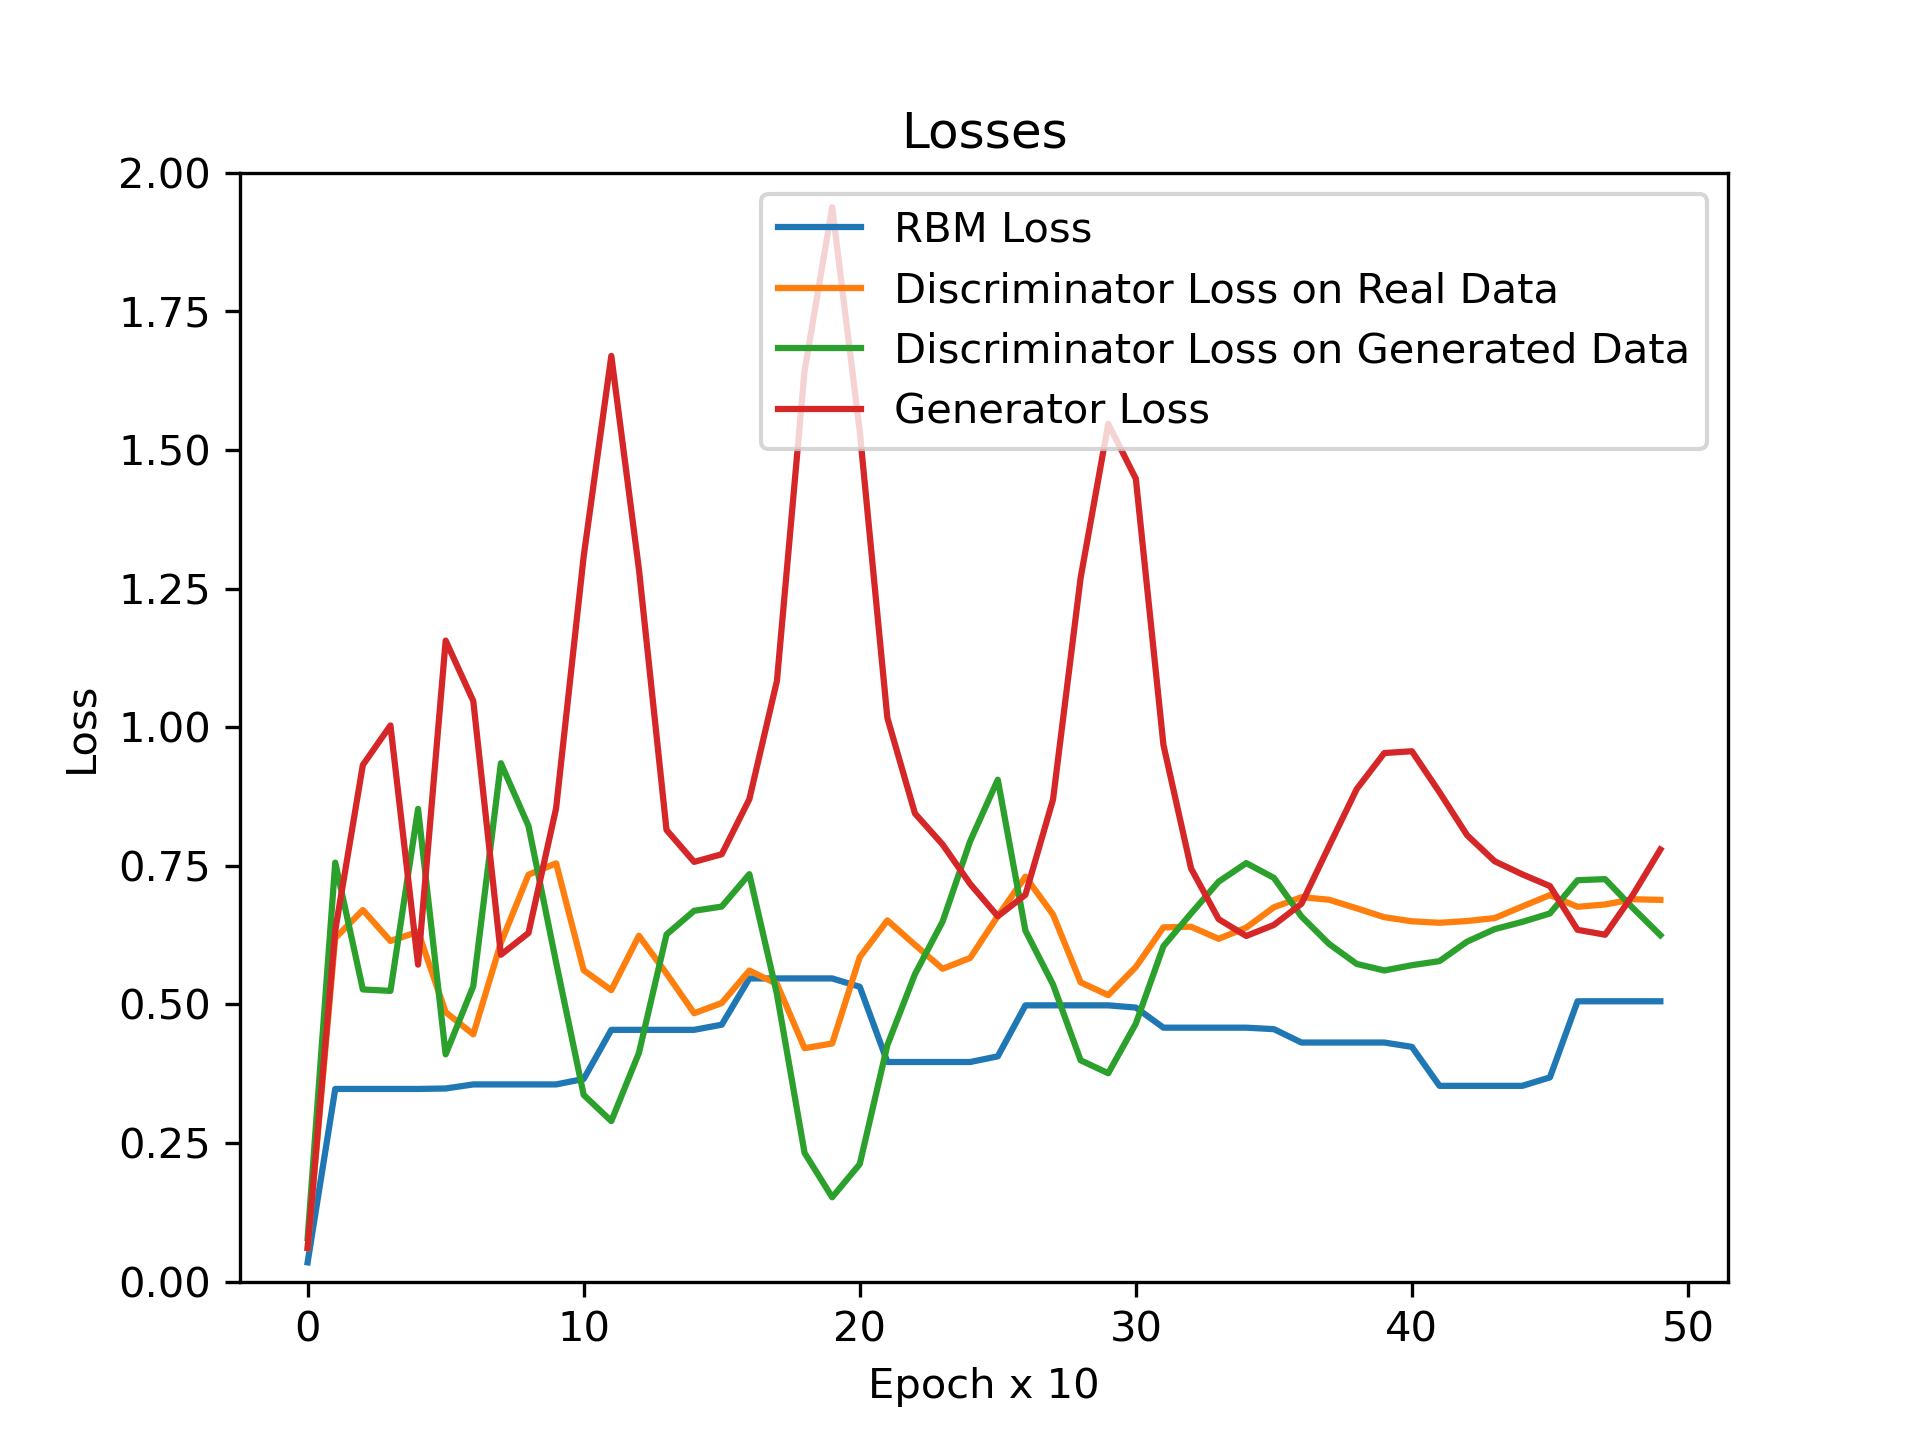 Losses
2.00
1.75
1.50
1.25
1.00
0.75
0.50
0.25
0.00
Loss
RBM Loss
Discriminator Loss on Real Data
Discriminator Loss on Generated Data
Generator Loss
0 10 20 30 40 50
Epoch x 10